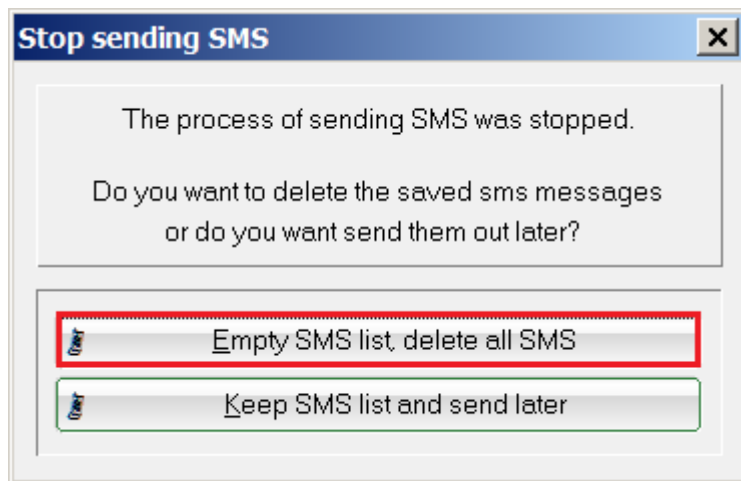 Stop sending SMS
The process of sending SMS was stopped.
Do you want to delete the saved sms messages
or do you want send them out later?
Empty SMS list, delete all SMS
Keep SMS list and send later